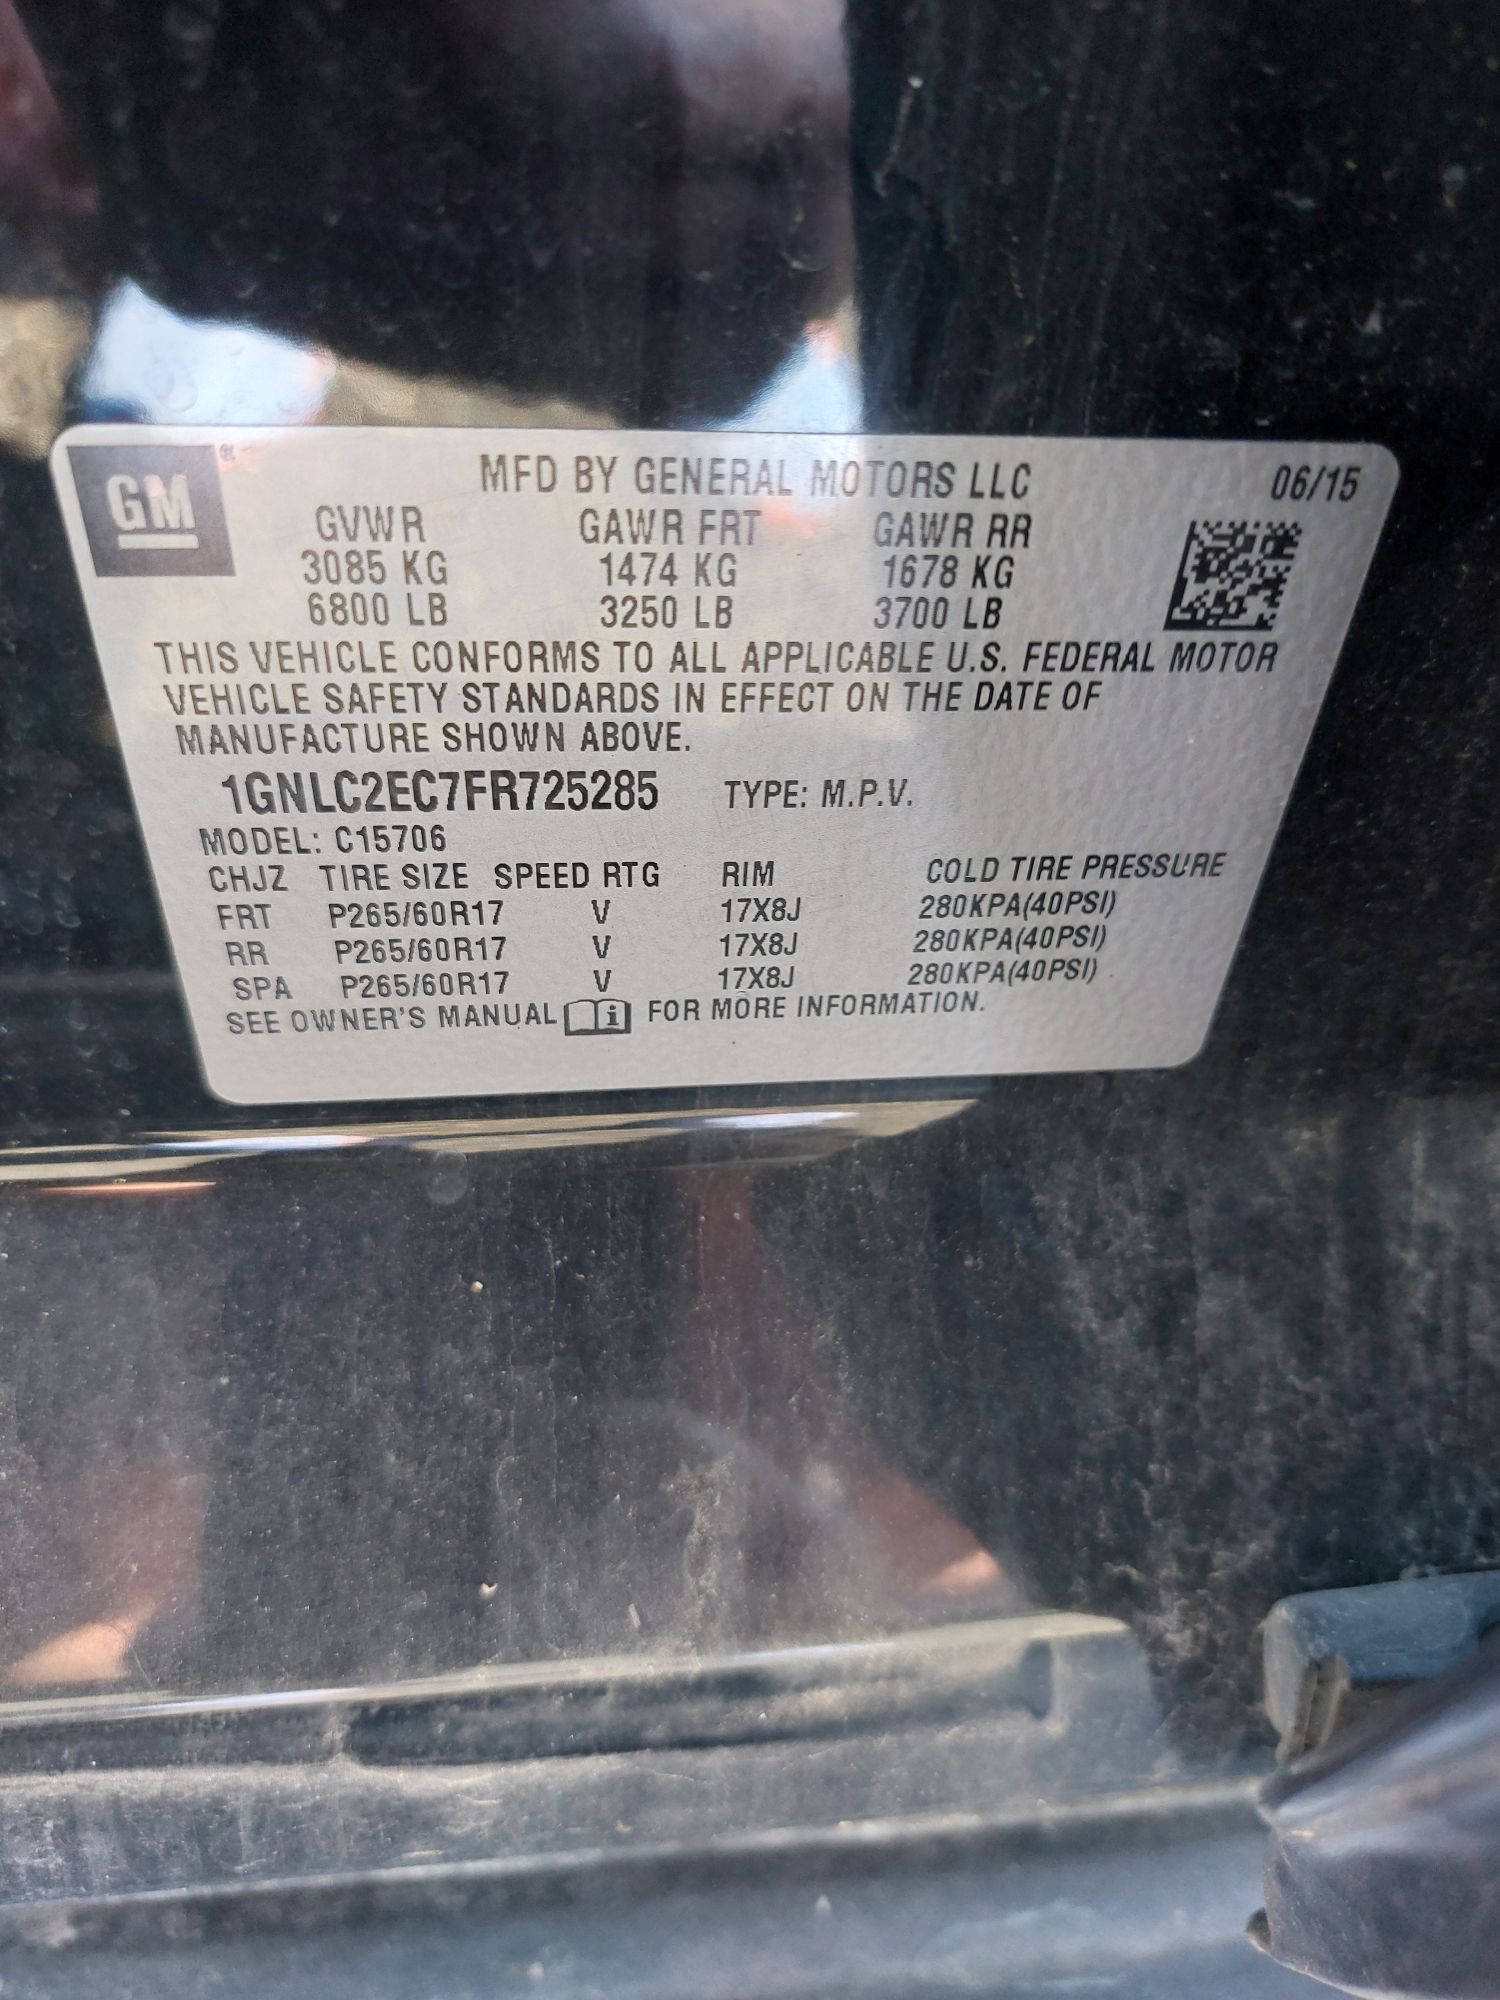 GM®
MFD BY GENERAL MOTORS LLC 06/15
GVWR GAWR FRT GAWR RR
3085 KG 1474 KG 1678 KG
6800 LB 3250 LB 3700 LB
THIS VEHICLE CONFORMS TO ALL APPLICABLE U.S. FEDERAL MOTOR
VEHICLE SAFETY STANDARDS IN EFFECT ON THE DATE OF
MANUFACTURE SHOWN ABOVE.
1GNLC2EC7FR725285 TYPE: M.P.V.
MODEL: C15706
CHJZ TIRE SIZE SPEED RTG RIM COLD TIRE PRESSURE
FRT P265/60R17 V 17X8J 280KPA(40PSI)
RR P265/60R17 V 17X8J 280KPA(40PSI)
SPA P265/60R17 V 17X8J 280KPA(40PSI)
SEE OWNER'S MANUAL i FOR MORE INFORMATION.